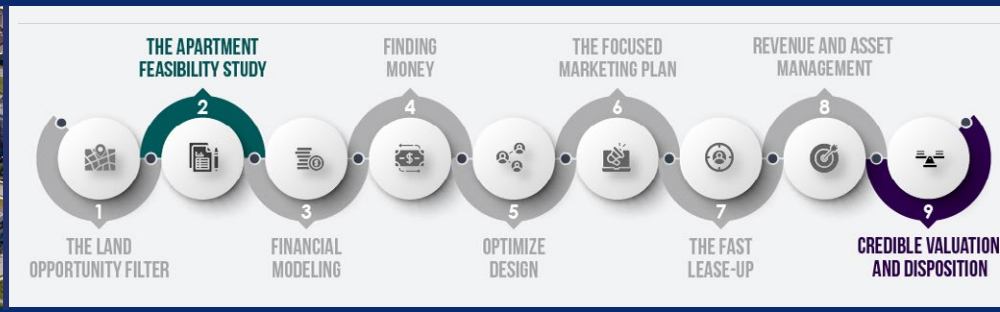 THE APARTMENT
FEASIBILITY STUDY
FINDING
MONEY
THE FOCUSED
MARKETING PLAN
REVENUE AND ASSET
MANAGEMENT
2
4
6
8
$
$
1
3
5
7
9
THE LAND
OPPORTUNITY FILTER
FINANCIAL
MODELING
OPTIMIZE
DESIGN
THE FAST
LEASE-UP
CREDIBLE VALUATION
AND DISPOSITION